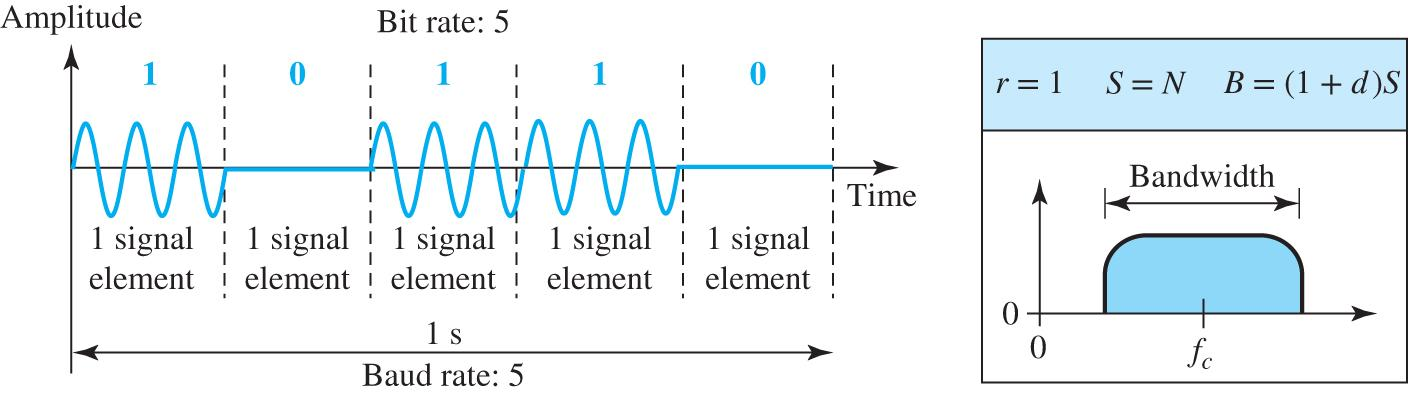 Amplitude
Bit rate: 5
1 0 1 1 0
Time
1 signal element
1 signal element
1 signal element
1 signal element
1 signal element
1 s
Baud rate: 5
r = 1 S = N B = (1 + d)S
Bandwidth
0
0
fc